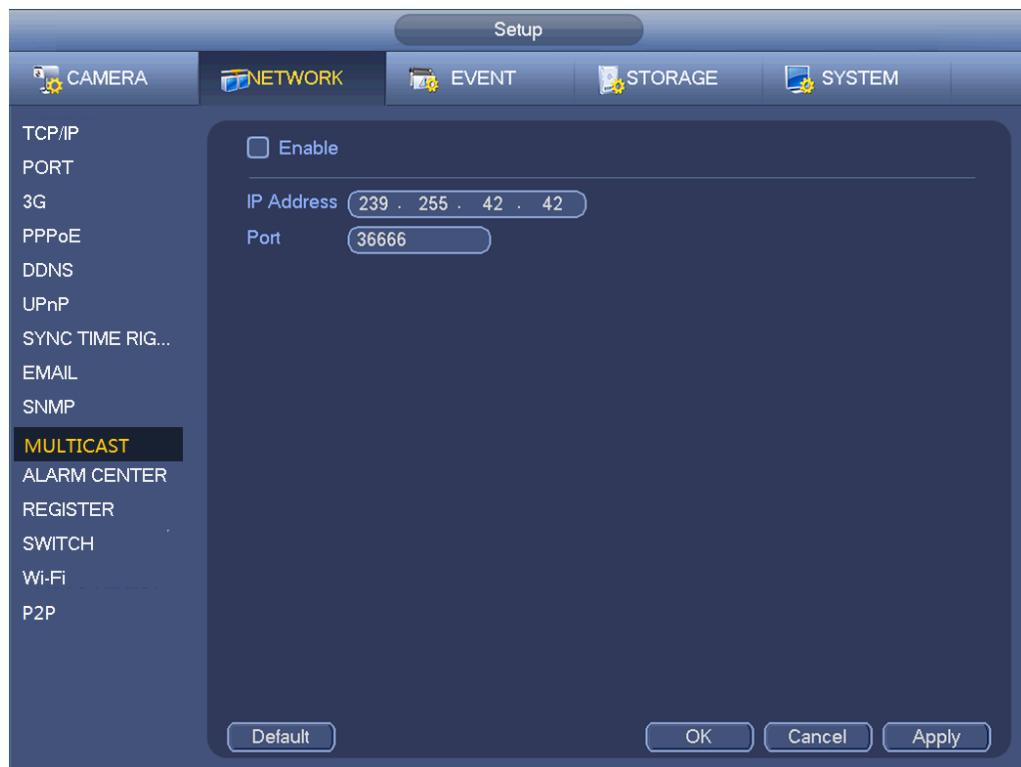 Setup
CAMERA NETWORK EVENT STORAGE SYSTEM
TCP/IP
PORT
3G
PPPoE
DDNS
UPnP
SYNC TIME RIG...
EMAIL
SNMP
MULTICAST
ALARM CENTER
REGISTER
SWITCH
Wi-Fi
P2P
Enable
IP Address 239 . 255 . 42 . 42
Port 36666
Default OK Cancel Apply